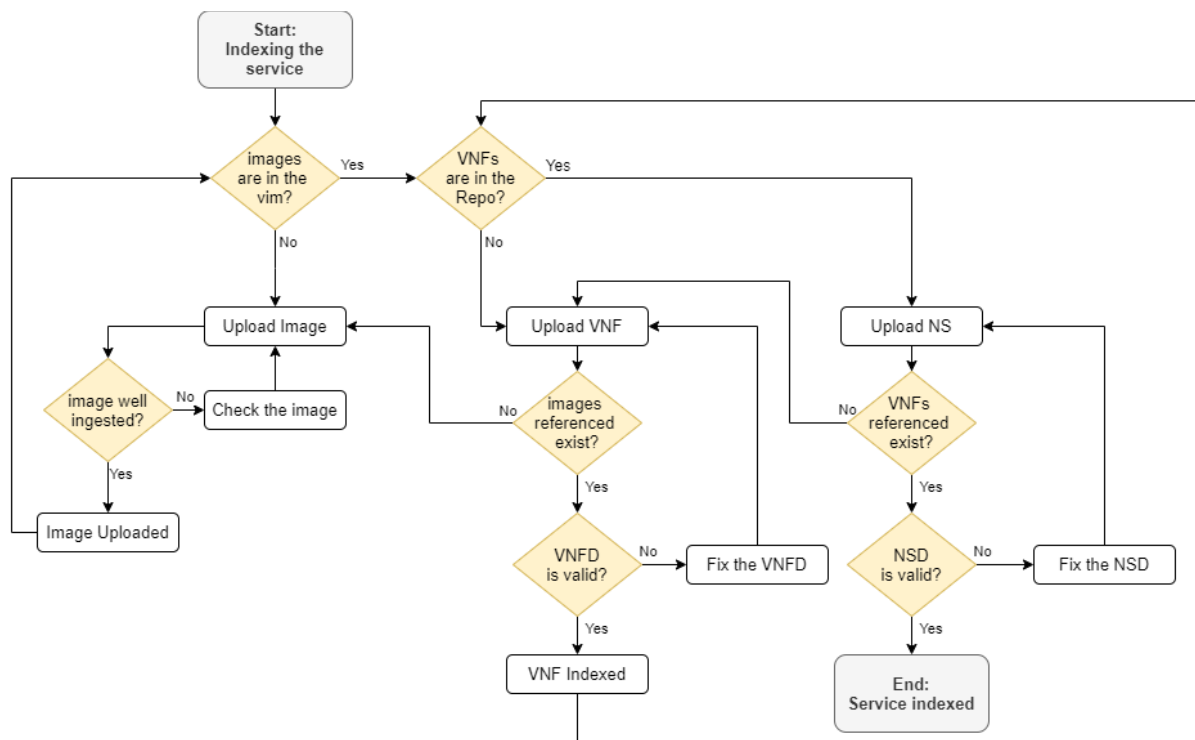 Start:
Indexing the
service
images
are in the
vim?
Yes
VNFs
are in the
Repo?
Yes
No
No
Upload Image
Upload VNF
Upload NS
image well
ingested?
No
Check the image
No
images
referenced
exist?
No
VNFs
referenced
exist?
Yes
Yes
Yes
Image Uploaded
VNFD
is valid?
No
Fix the VNFD
NSD
is valid?
No
Fix the NSD
Yes
Yes
VNF Indexed
End:
Service indexed